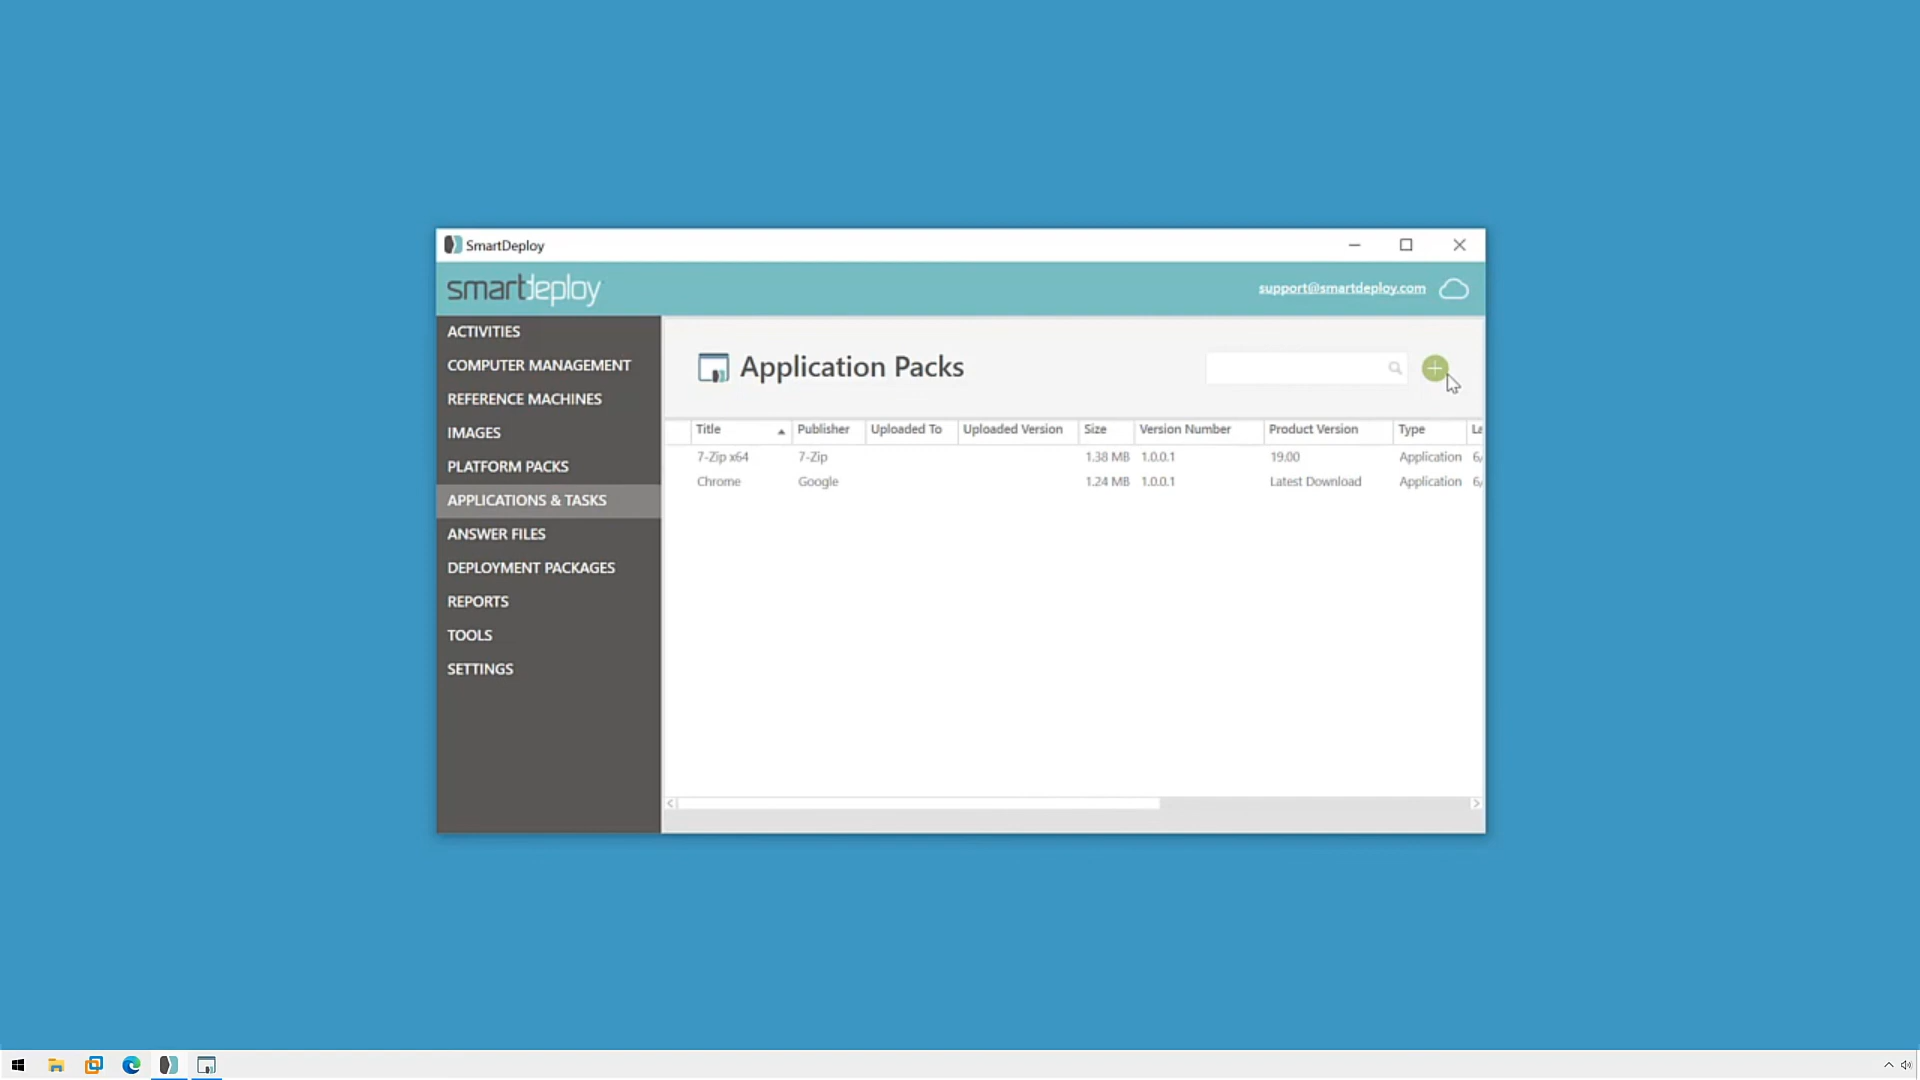 SmartDeploy
smartdeploy
support@smartdeploy.com
ACTIVITIES
COMPUTER MANAGEMENT
REFERENCE MACHINES
IMAGES
PLATFORM PACKS
APPLICATIONS & TASKS
ANSWER FILES
DEPLOYMENT PACKAGES
REPORTS
TOOLS
SETTINGS
Application Packs
Title Publisher Uploaded To Uploaded Version Size Version Number Product Version Type
7-Zip x64 7-Zip 1.38 MB 1.0.0.1 19.00 Application 6/
Chrome Google 1.24 MB 1.0.0.1 Latest Download Application 6/